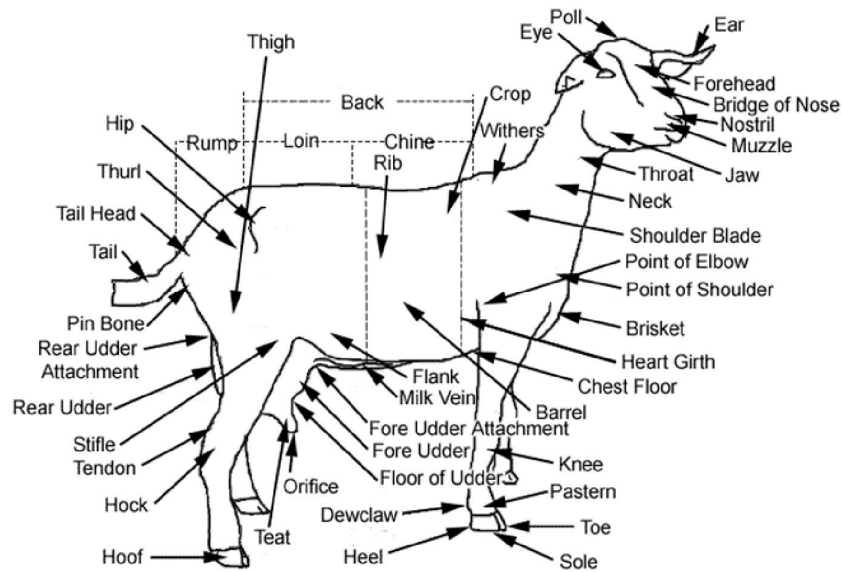 Poll
Ear
Eye
Thigh
Forehead
Back
Crop
Bridge of Nose
Nostril
Hip
Withers
Muzzle
Rump
Loin
Chine
Rib
Throat
Jaw
Thurl
Neck
Tail Head
Shoulder Blade
Tail
Point of Elbow
Point of Shoulder
Pin Bone
Brisket
Rear Udder
Attachment
Heart Girth
Flank
Chest Floor
Milk Vein
Rear Udder
Barrel
Fore Udder Attachment
Stifle
Fore Udder
Tendon
Knee
Floor of Udder
Orifice
Pastern
Hock
Dewclaw
Toe
Teat
Hoof
Heel
Sole